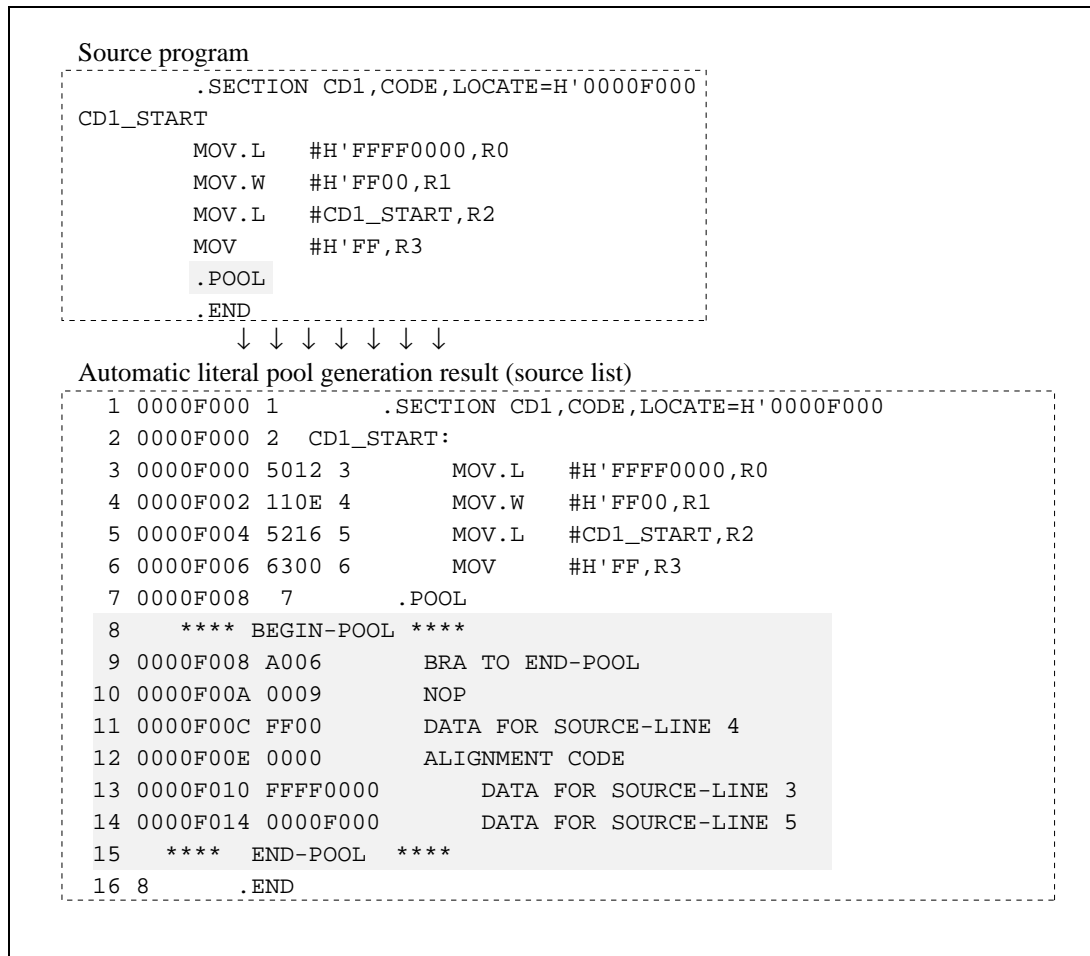 Source program
.SECTION CD1,CODE,LOCATE=H'0000F000
CD1_START
MOV.L #H'FFFF0000,R0
MOV.W #H'FF00,R1
MOV.L #CD1_START,R2
MOV #H'FF,R3
.POOL
.END
↓ ↓ ↓ ↓ ↓ ↓ ↓
Automatic literal pool generation result (source list)
1 0000F000 1 .SECTION CD1,CODE,LOCATE=H'0000F000
2 0000F000 2 CD1_START:
3 0000F000 5012 3 MOV.L #H'FFFF0000,R0
4 0000F002 110E 4 MOV.W #H'FF00,R1
5 0000F004 5216 5 MOV.L #CD1_START,R2
6 0000F006 6300 6 MOV #H'FF,R3
7 0000F008 7 .POOL
8 **** BEGIN-POOL ****
9 0000F008 A006 BRA TO END-POOL
10 0000F00A 0009 NOP
11 0000F00C FF00 DATA FOR SOURCE-LINE 4
12 0000F00E 0000 ALIGNMENT CODE
13 0000F010 FFFF0000 DATA FOR SOURCE-LINE 3
14 0000F014 0000F000 DATA FOR SOURCE-LINE 5
15 **** END-POOL ****
16 8 .END